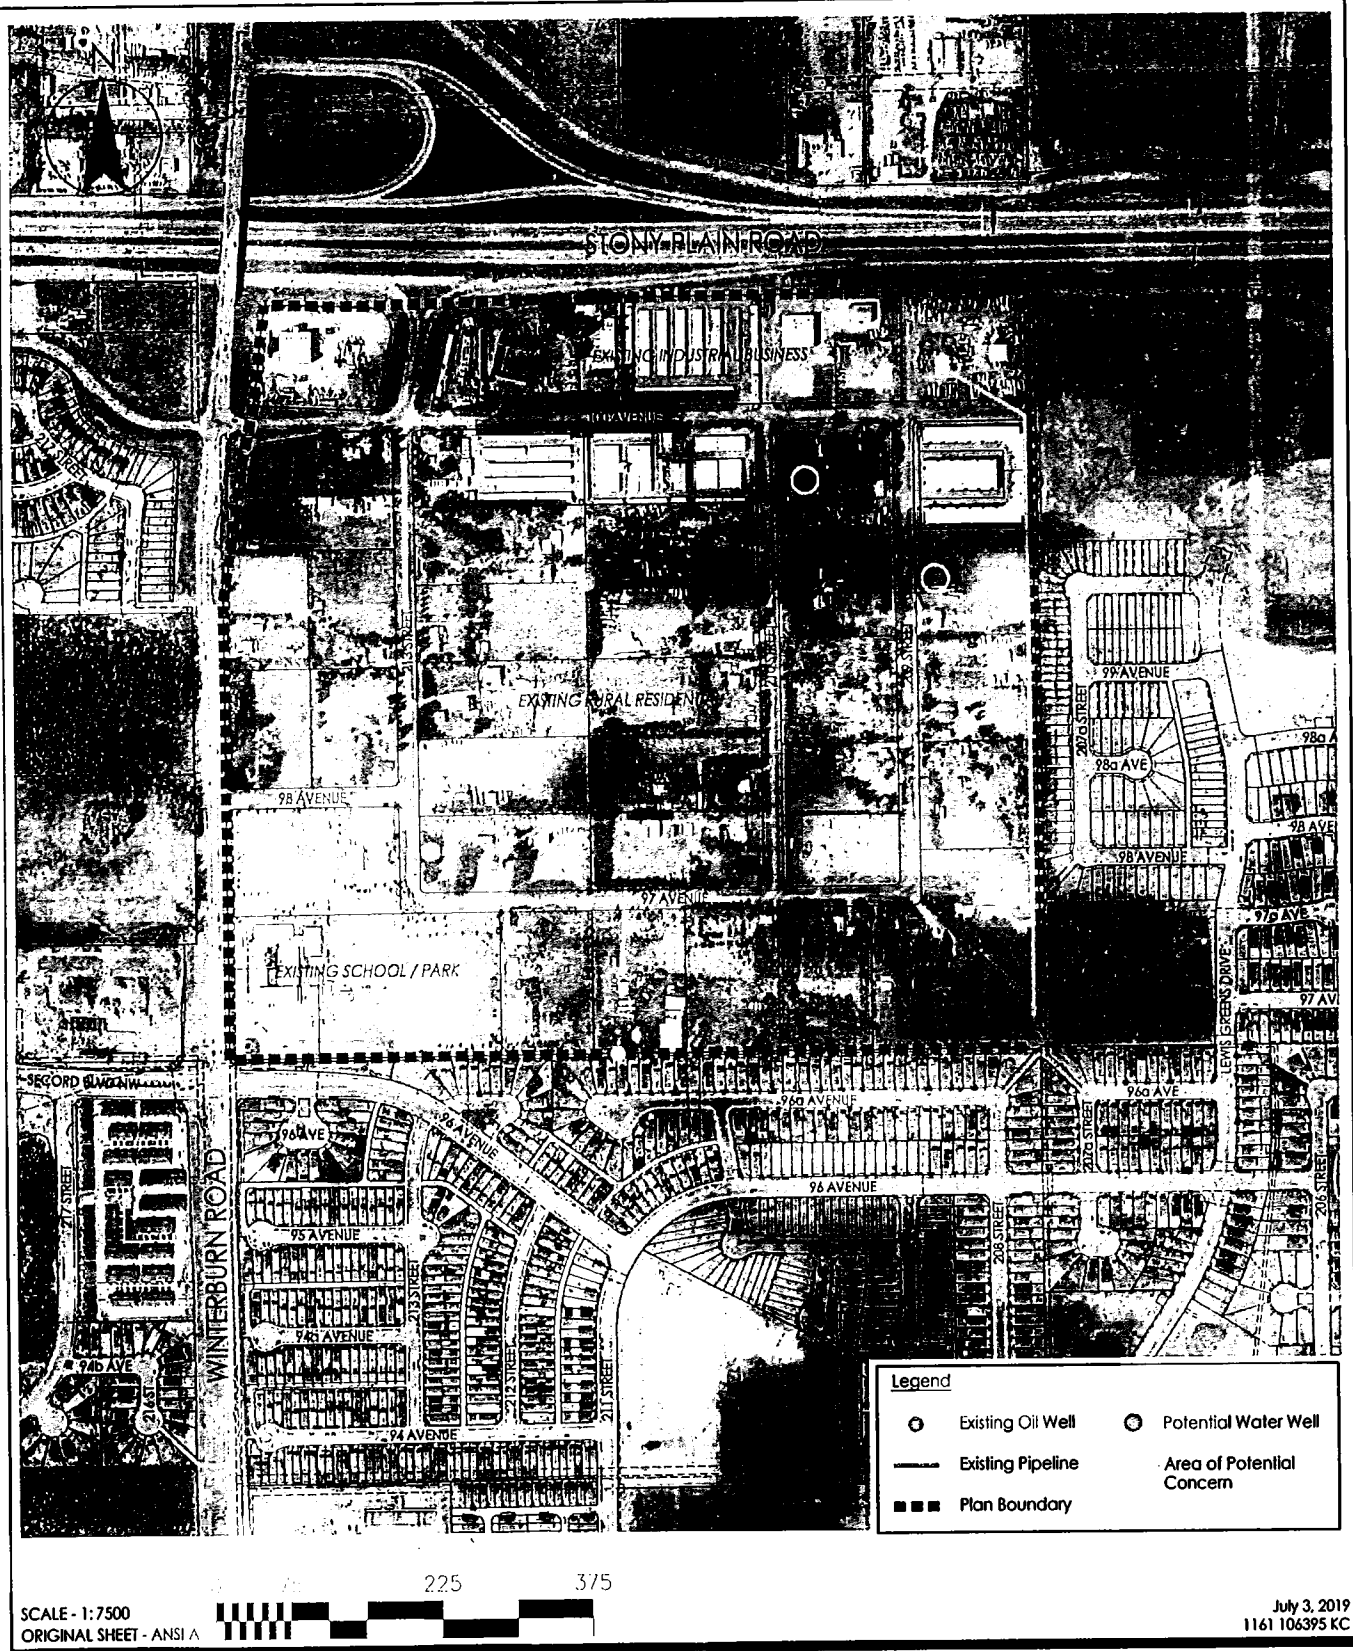 STONY PLAIN ROAD
EXISTING INDUSTRIAL BUSINESS
100 AVENUE
217 STREET
99 AVENUE
207a STREET
EXISTING RURAL RESIDENT
98a A
98a AVE
98 AVENUE
98 AVE
98 AVENUE
97 AVENUE
97a AVE
EXISTING SCHOOL / PARK
LEWIS GREENS DRIVE
97 AV
SECORD BLVD NW
96a AVENUE
96a AVE
96 AVE
96 AVENUE
207a STREET
96 AVENUE
217 STREET
WINTERBURN ROAD
206 STREET
95 AVENUE
208 STREET
213 STREET
94b AVENUE
94b AVE
212 STREET
211 STREET
216 ST
94 AVENUE
Legend
Existing Oil Well
Potential Water Well
Existing Pipeline
Area of Potential
Concern
Plan Boundary
225
375
SCALE - 1:7500
ORIGINAL SHEET - ANSI A
July 3, 2019
1161 106395 KC